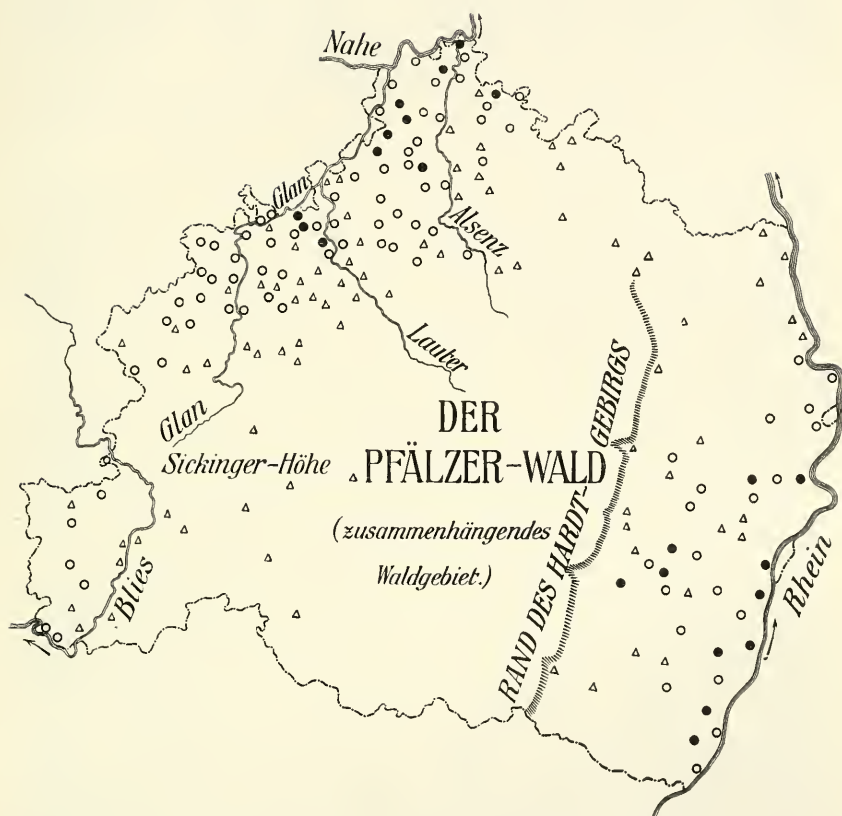 Nahe
Glan
Alsenz
Lauter
Glan
Sickinger-Höhe
DER
PFÄLZER-WALD
(zusammenhängendes
Waldgebiet.)
RAND DES HARDT-GEBIRGS
Blies
Rhein